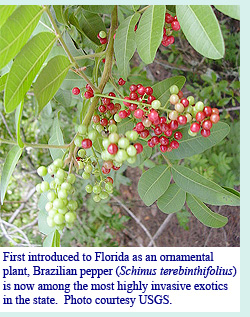 First introduced to Florida as an ornamental
plant, Brazilian pepper (Schinus terebinthifolius)
is now among the most highly invasive exotics
in the state.  Photo courtesy USGS.